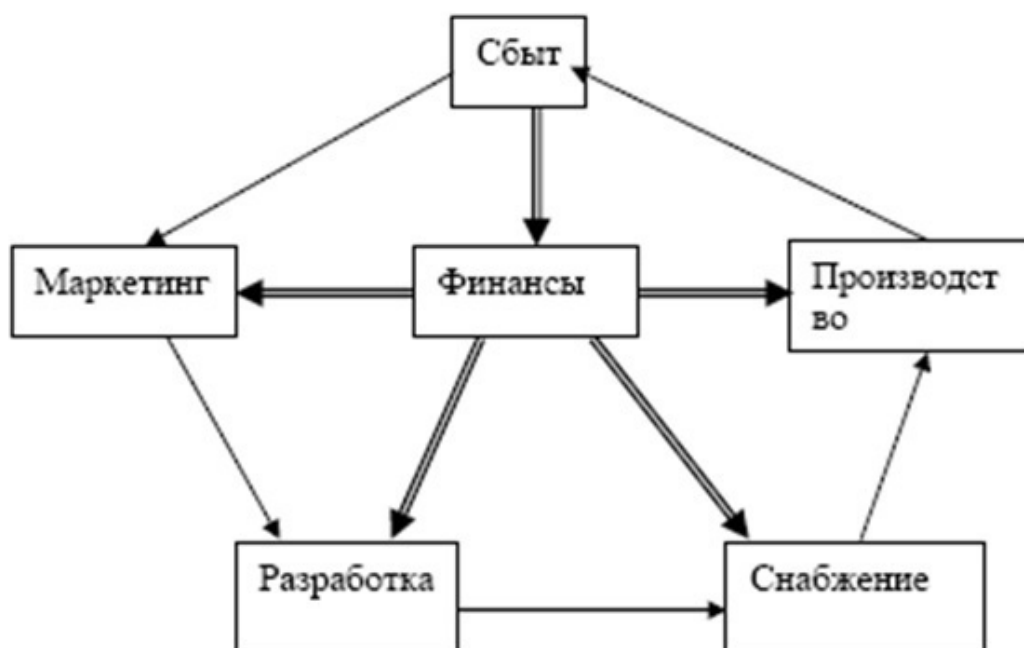 Сбыт
Маркетинг
Финансы
Производст
во
Разработка
Снабжение